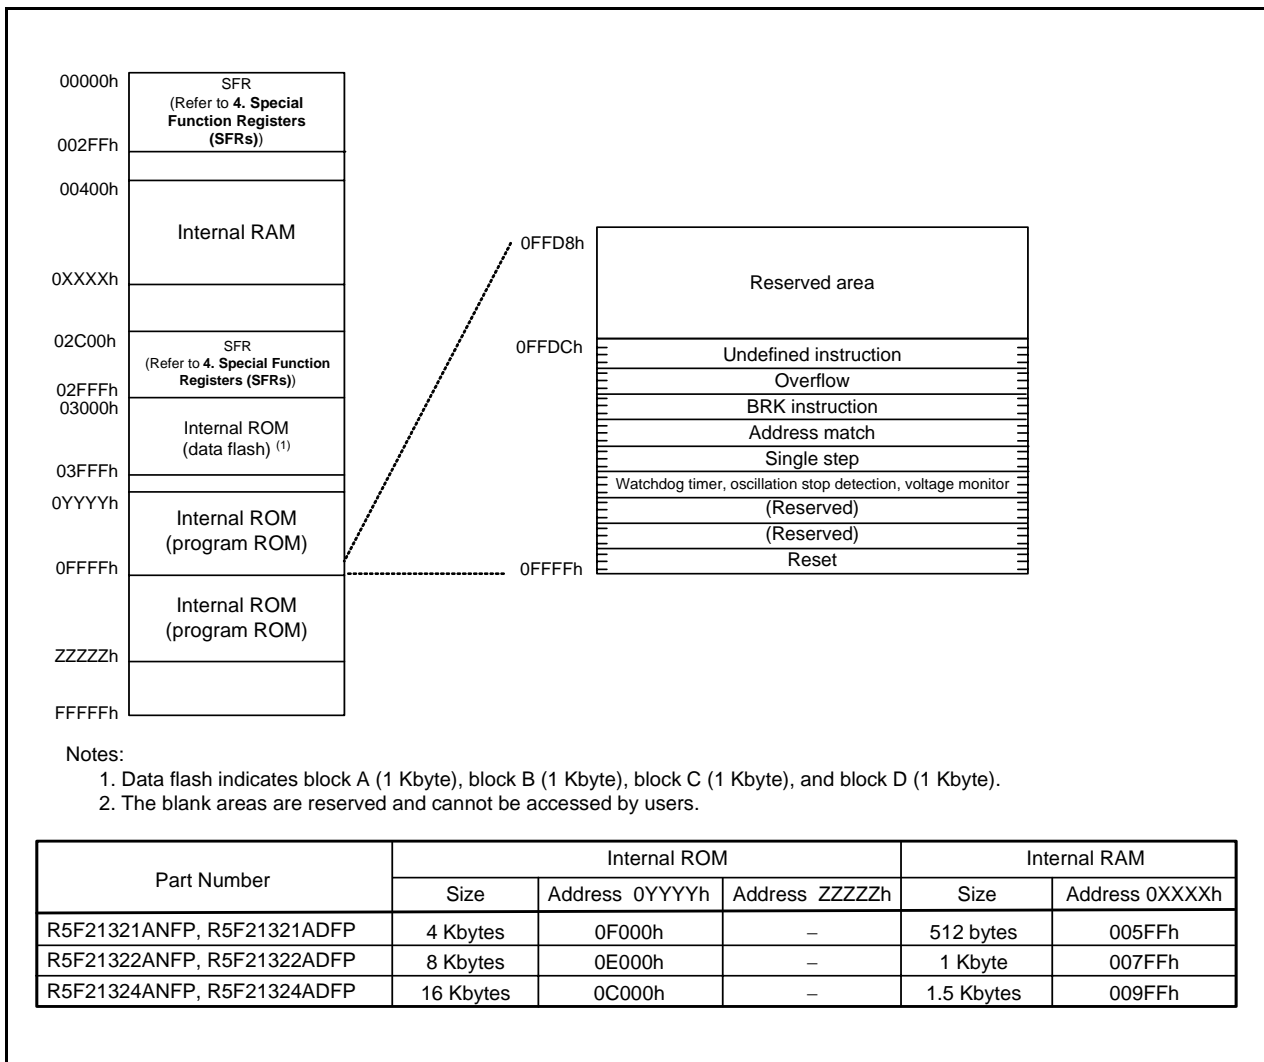 00000h
SFR
(Refer to 4. Special
Function Registers
(SFRs))
002FFh
00400h
Internal RAM
0XXXXh
02C00h
SFR
(Refer to 4. Special Function
Registers (SFRs))
02FFFh
03000h
Internal ROM
(data flash) (1)
03FFFh
0YYYYh
Internal ROM
(program ROM)
0FFFFh
Internal ROM
(program ROM)
ZZZZZh
FFFFFh
0FFD8h
Reserved area
0FFDCh
Undefined instruction
Overflow
BRK instruction
Address match
Single step
Watchdog timer, oscillation stop detection, voltage monitor
(Reserved)
(Reserved)
Reset
0FFFFh
Notes:
1. Data flash indicates block A (1 Kbyte), block B (1 Kbyte), block C (1 Kbyte), and block D (1 Kbyte).
2. The blank areas are reserved and cannot be accessed by users.
Part Number Internal ROM Internal RAM
Size Address 0YYYYh Address ZZZZZh Size Address 0XXXXh
R5F21321ANFP, R5F21321ADFP 4 Kbytes 0F000h – 512 bytes 005FFh
R5F21322ANFP, R5F21322ADFP 8 Kbytes 0E000h – 1 Kbyte 007FFh
R5F21324ANFP, R5F21324ADFP 16 Kbytes 0C000h – 1.5 Kbytes 009FFh